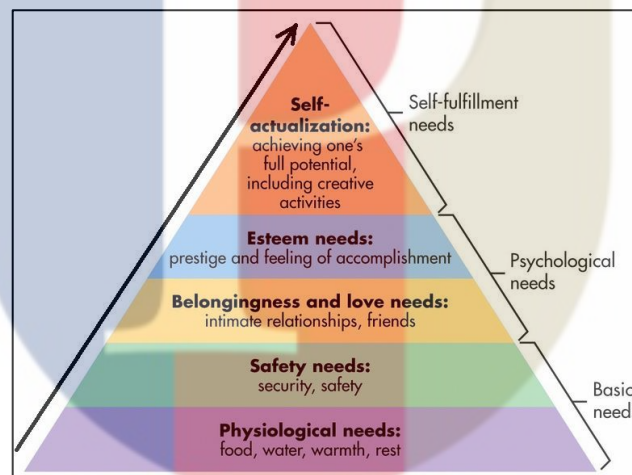 Self-
actualization:
achieving one's
full potential,
including creative
activities
Self-fulfillment
needs
Esteem needs:
prestige and feeling of accomplishment
Psychological
needs
Belongingness and love needs:
intimate relationships, friends
Safety needs:
security, safety
Basic
need
Physiological needs:
food, water, warmth, rest